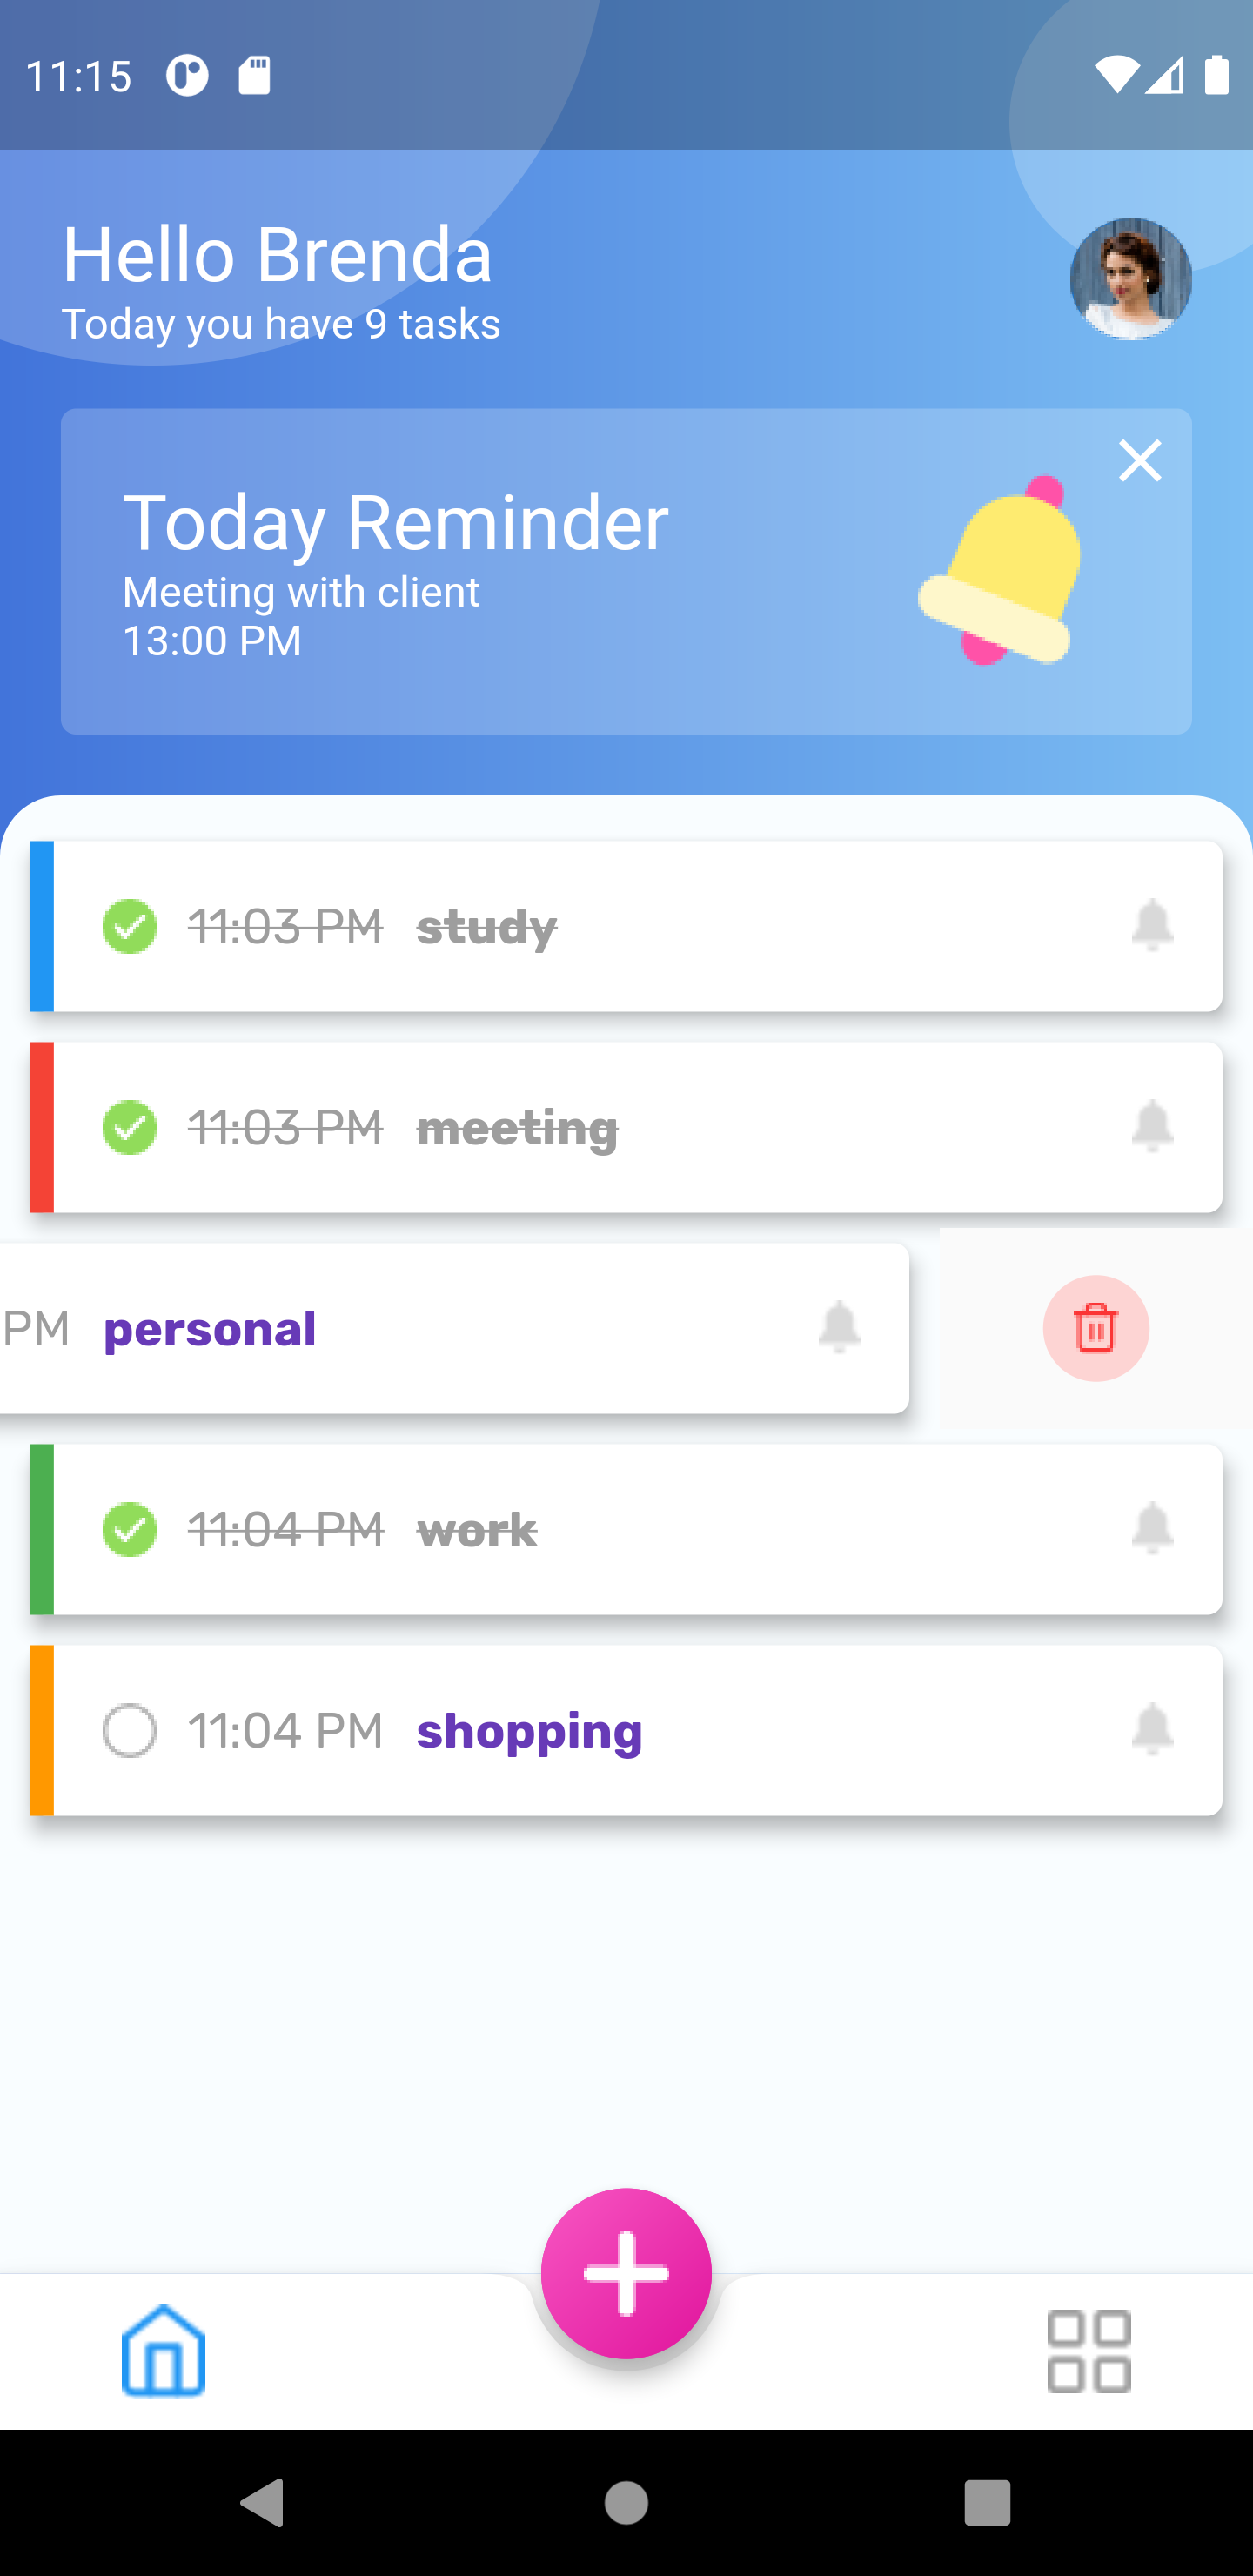 11:15
Hello Brenda
Today you have 9 tasks
Today Reminder
Meeting with client
13:00 PM
11:03 PM study
11:03 PM meeting
PM personal
11:04 PM work
11:04 PM shopping